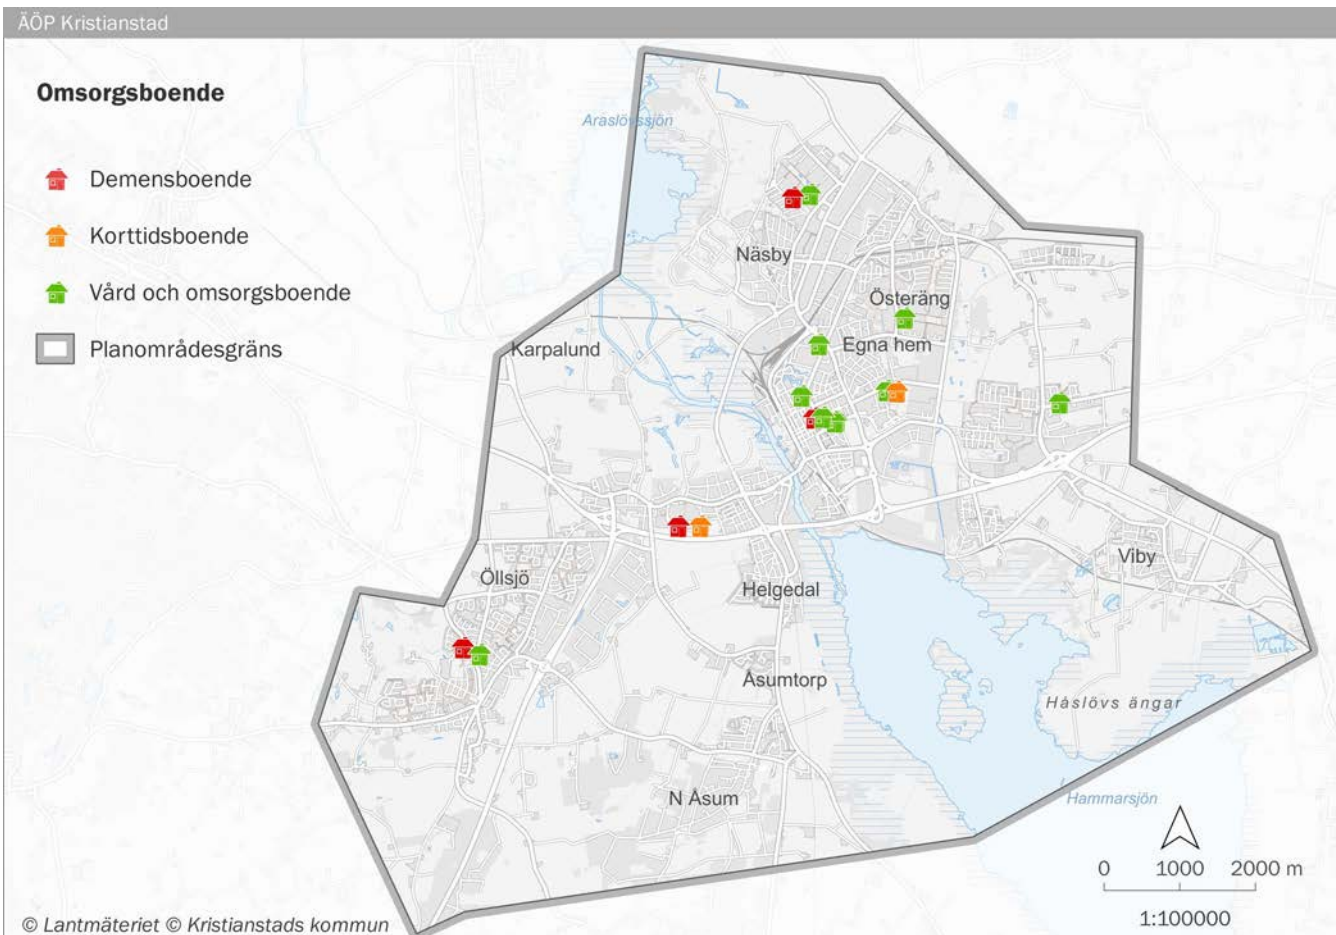 ÄÖP Kristianstad
Omsorgsboende
Demensboende
Korttidsboende
Vård och omsorgsboende
Planområdesgräns
Araslövssjön
Näsby
Österäng
Karpalund
Egna hem
Viby
Öllsjö
Helgedal
Åsumtorp
Håslövs ängar
N Åsum
Hammarsjön
0 1000 2000 m
1:100000
© Lantmäteriet © Kristianstads kommun